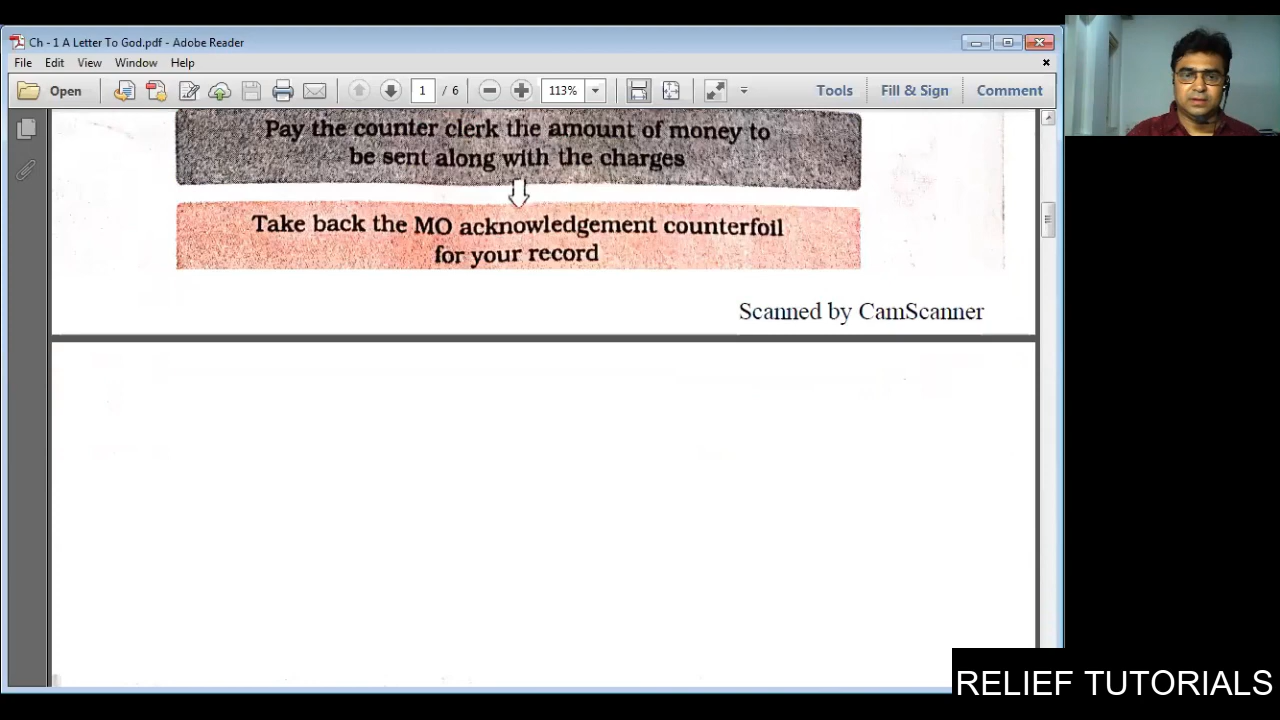 Ch - 1 A Letter To God.pdf - Adobe Reader
File Edit View Window Help
Open 1 / 6 113% Tools Fill & Sign Comment
Pay the counter clerk the amount of money to
be sent along with the charges
Take back the MO acknowledgement counterfoil
for your record
Scanned by CamScanner
RELIEF TUTORIALS